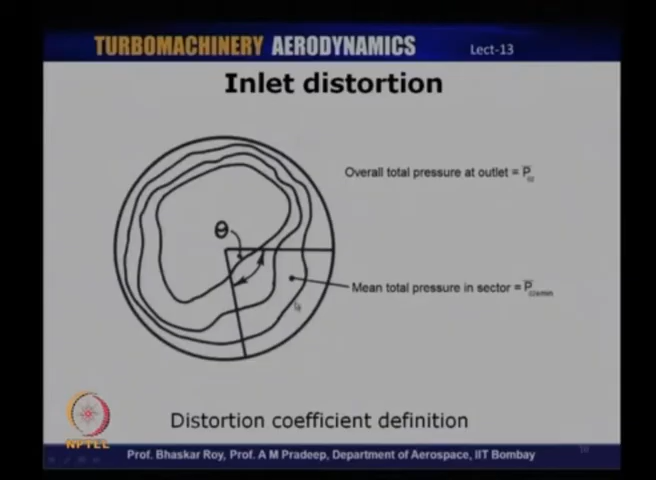 TURBOMACHINERY AERODYNAMICS Lect-13
Inlet distortion
Overall total pressure at outlet =
θ
Mean total pressure in sector =
Distortion coefficient definition
NPTEL
Prof. Bhaskar Roy, Prof. A M Pradeep, Department of Aerospace, IIT Bombay